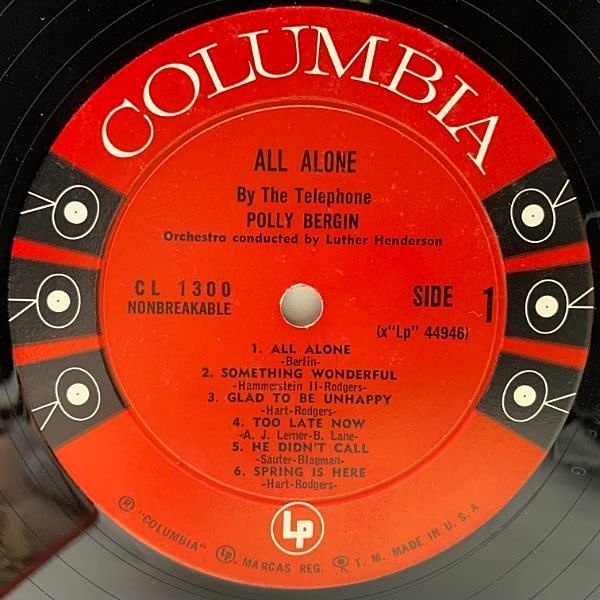 COLUMBIA
ALL ALONE
By The Telephone
POLLY BERGIN
Orchestra conducted by Luther Henderson
CL 1300
NONBREAKABLE
SIDE 1
(x"Lp" 44946)
1. ALL ALONE
-Berlin-
2. SOMETHING WONDERFUL
-Hammerstein II-Rodgers-
3. GLAD TO BE UNHAPPY
-Hart-Rodgers-
4. TOO LATE NOW
-A. J. Lerner-B. Lane-
5. HE DIDN'T CALL
-Sauter-Blagman-
6. SPRING IS HERE
-Hart-Rodgers-
Lp
® "COLUMBIA" Ⓛp. MARCAS REG. T. M. MADE IN U.S.A